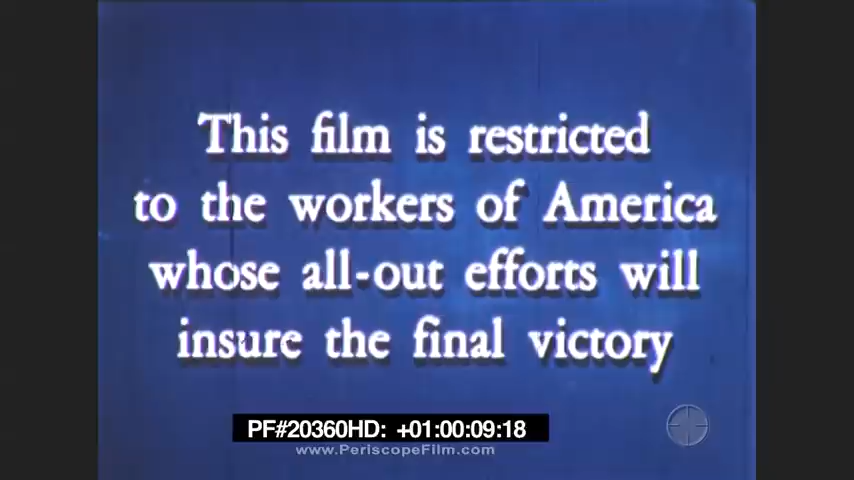 This film is restricted
to the workers of America
whose all-out efforts will
insure the final victory
PF#20360HD: +01:00:09:18
www.PeriscopeFilm.com